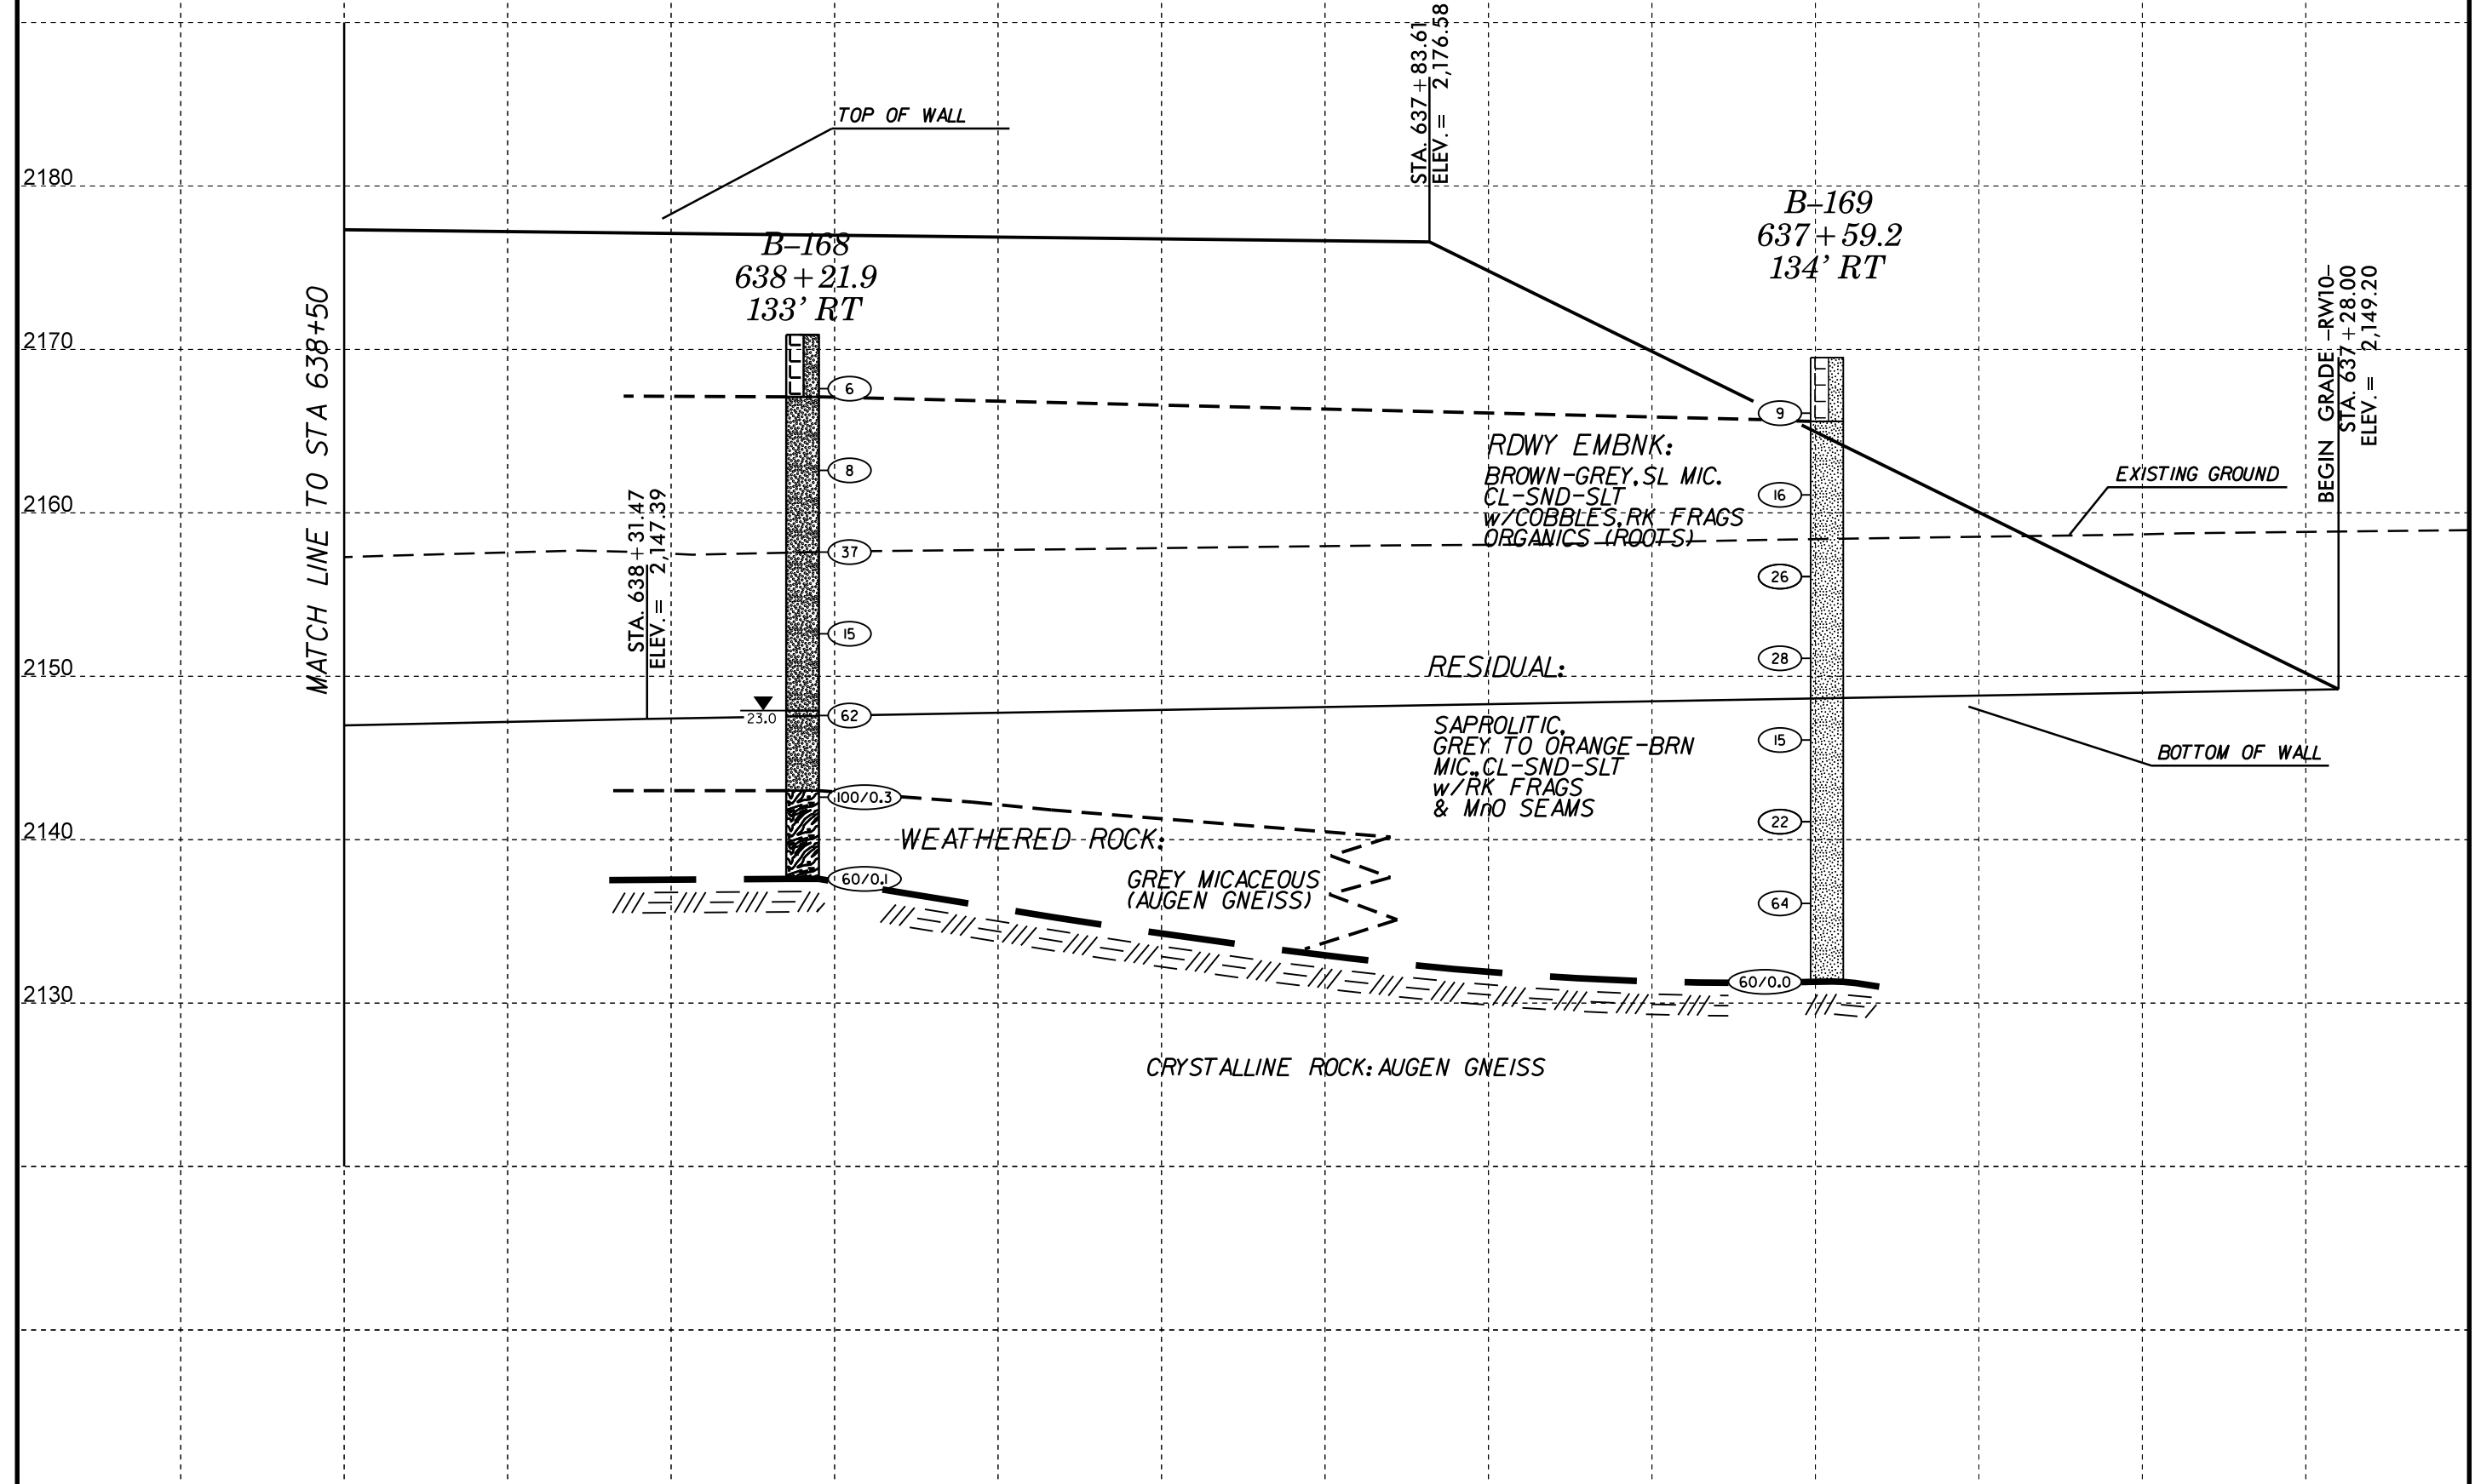 STA. 637+83.61
ELEV. = 2,176.58
TOP OF WALL
2180
B-169
637+59.2
134' RT
B-168
638+21.9
133' RT
BEGIN GRADE -RW10-
STA. 637+28.00
ELEV. = 2,149.20
MATCH LINE TO STA 638+50
2170
6
9
RDWY EMBNK:
BROWN-GREY, SL MIC.
CL-SND-SLT
w/COBBLES, RK FRAGS
ORGANICS (ROOTS)
EXISTING GROUND
8
16
2160
STA. 638+31.47
ELEV. = 2,147.39
37
26
15
28
2150
RESIDUAL:
23.0
62
SAPROLITIC,
GREY TO ORANGE-BRN
MIC., CL-SND-SLT
w/RK FRAGS
& MnO SEAMS
15
BOTTOM OF WALL
100/0.3
22
2140
WEATHERED ROCK:
GREY MICACEOUS
(AUGEN GNEISS)
60/0.1
64
60/0.0
2130
CRYSTALLINE ROCK: AUGEN GNEISS